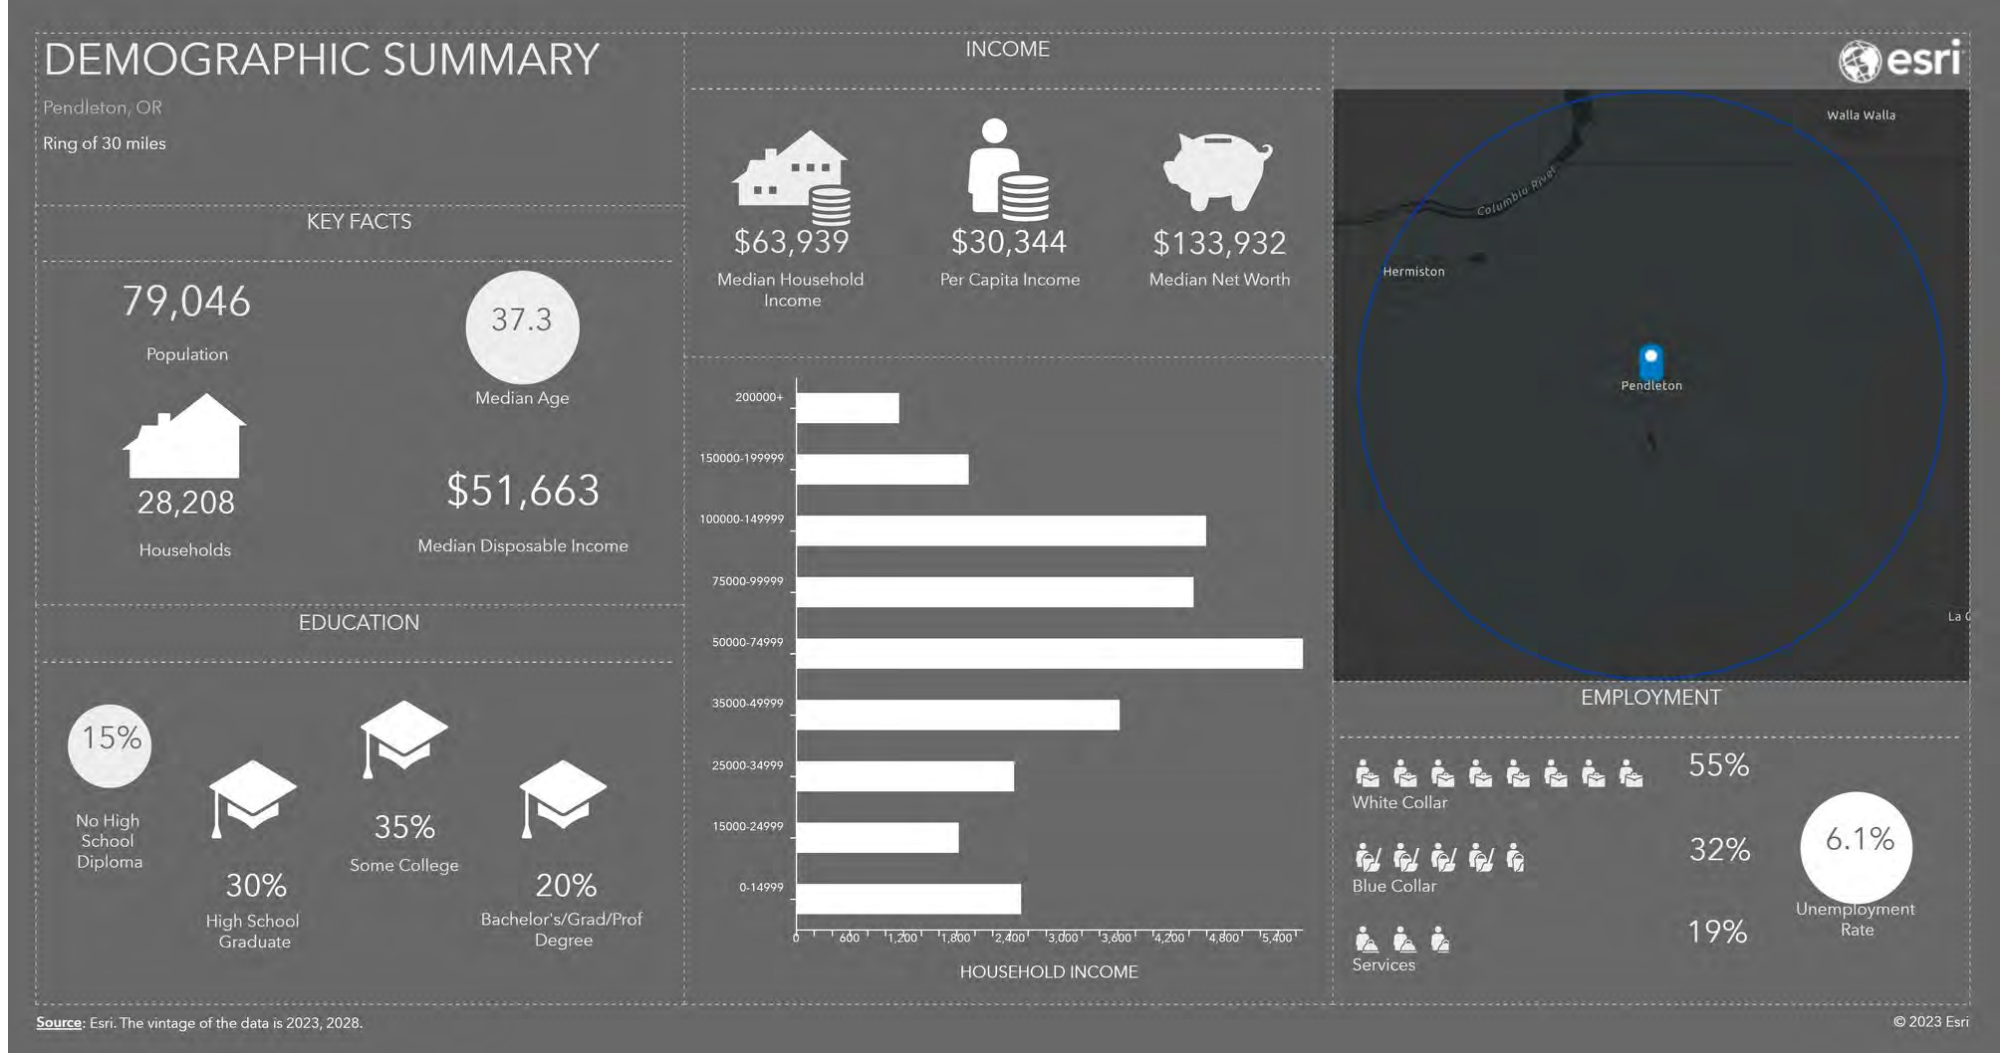 DEMOGRAPHIC SUMMARY
Pendleton, OR
Ring of 30 miles
KEY FACTS
79,046
Population
37.3
Median Age
28,208
Households
$51,663
Median Disposable Income
EDUCATION
15%
No High
School
Diploma
30%
High School
Graduate
35%
Some College
20%
Bachelor's/Grad/Prof
Degree
INCOME
$63,939
Median Household
Income
$30,344
Per Capita Income
$133,932
Median Net Worth
200000+
150000-199999
100000-149999
75000-99999
50000-74999
35000-49999
25000-34999
15000-24999
0-14999
0 600 1,200 1,800 2,400 3,000 3,600 4,200 4,800 5,400
HOUSEHOLD INCOME
esri
Walla Walla
Columbia River
Hermiston
Pendleton
La
EMPLOYMENT
55%
White Collar
32%
Blue Collar
19%
Services
6.1%
Unemployment
Rate
Source: Esri. The vintage of the data is 2023, 2028.
© 2023 Esri